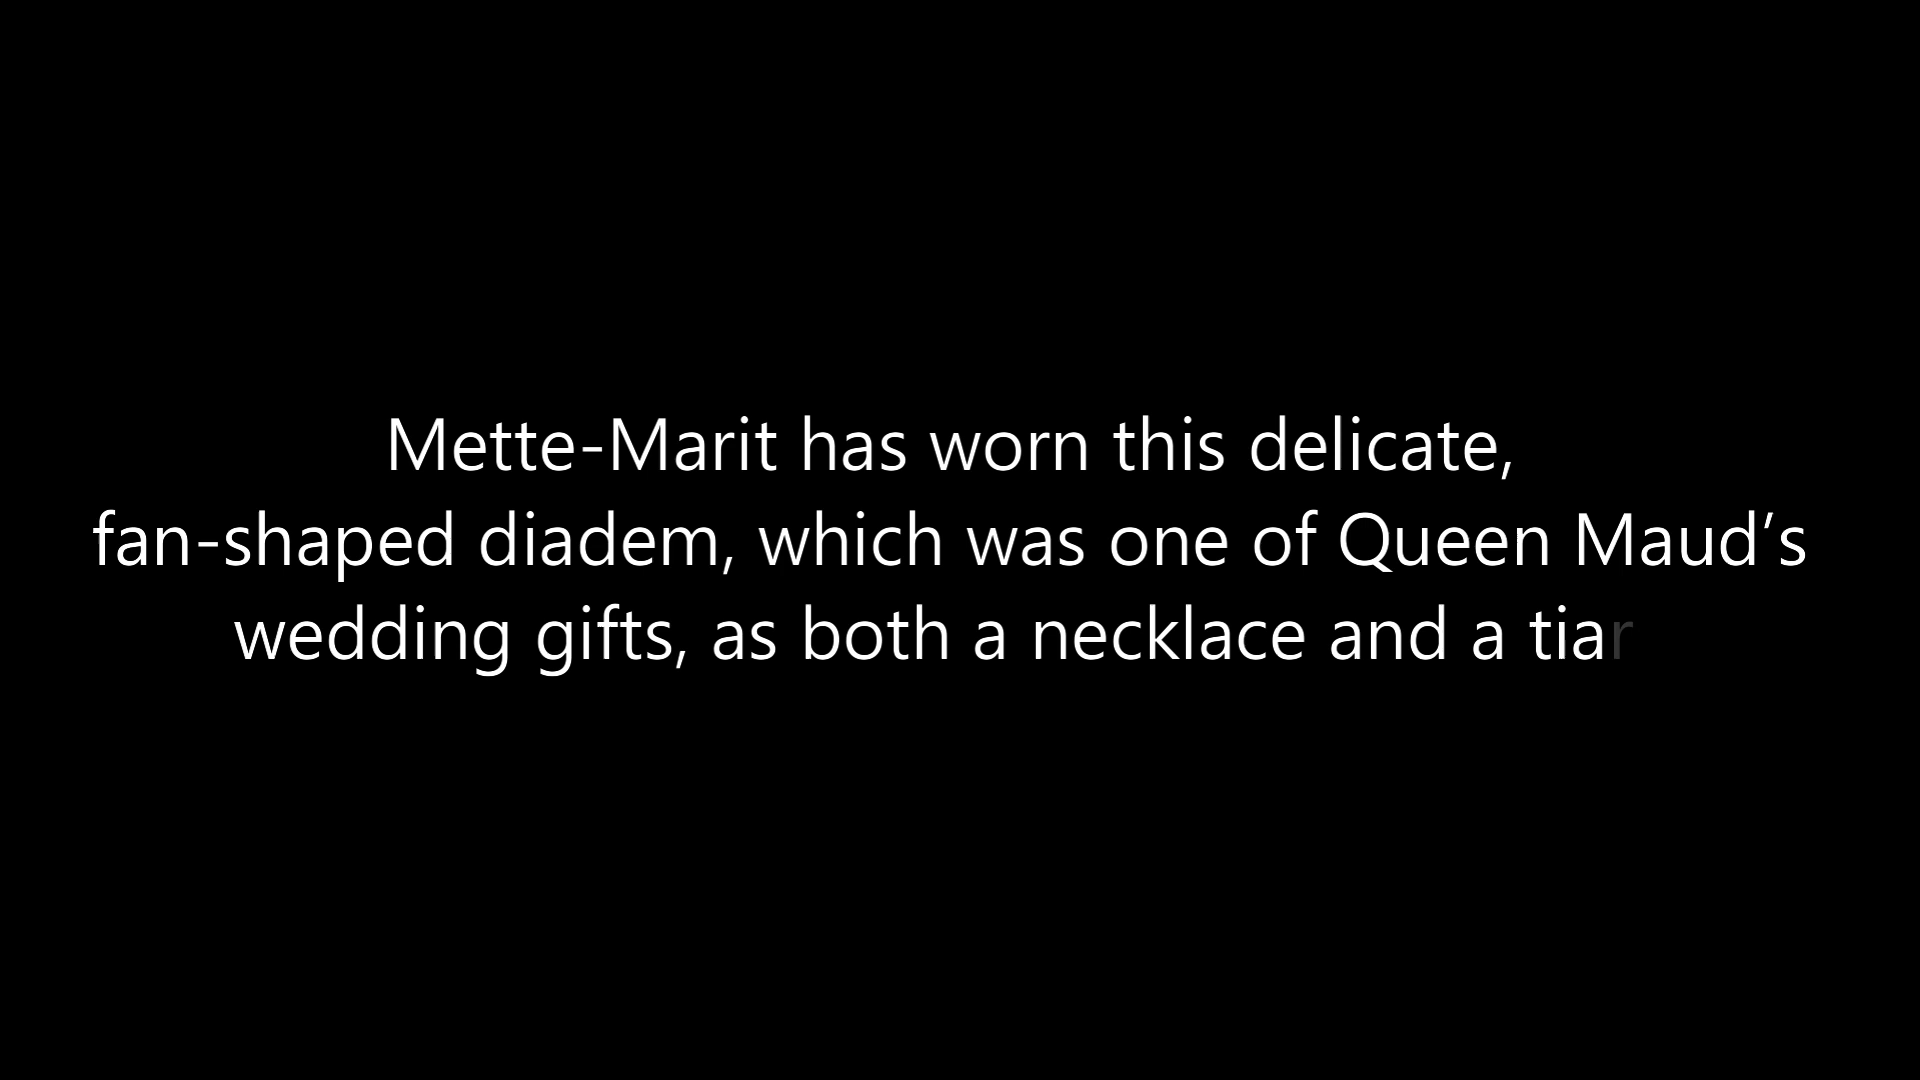 Mette-Marit has worn this delicate,
fan-shaped diadem, which was one of Queen Maud’s
wedding gifts, as both a necklace and a tiar